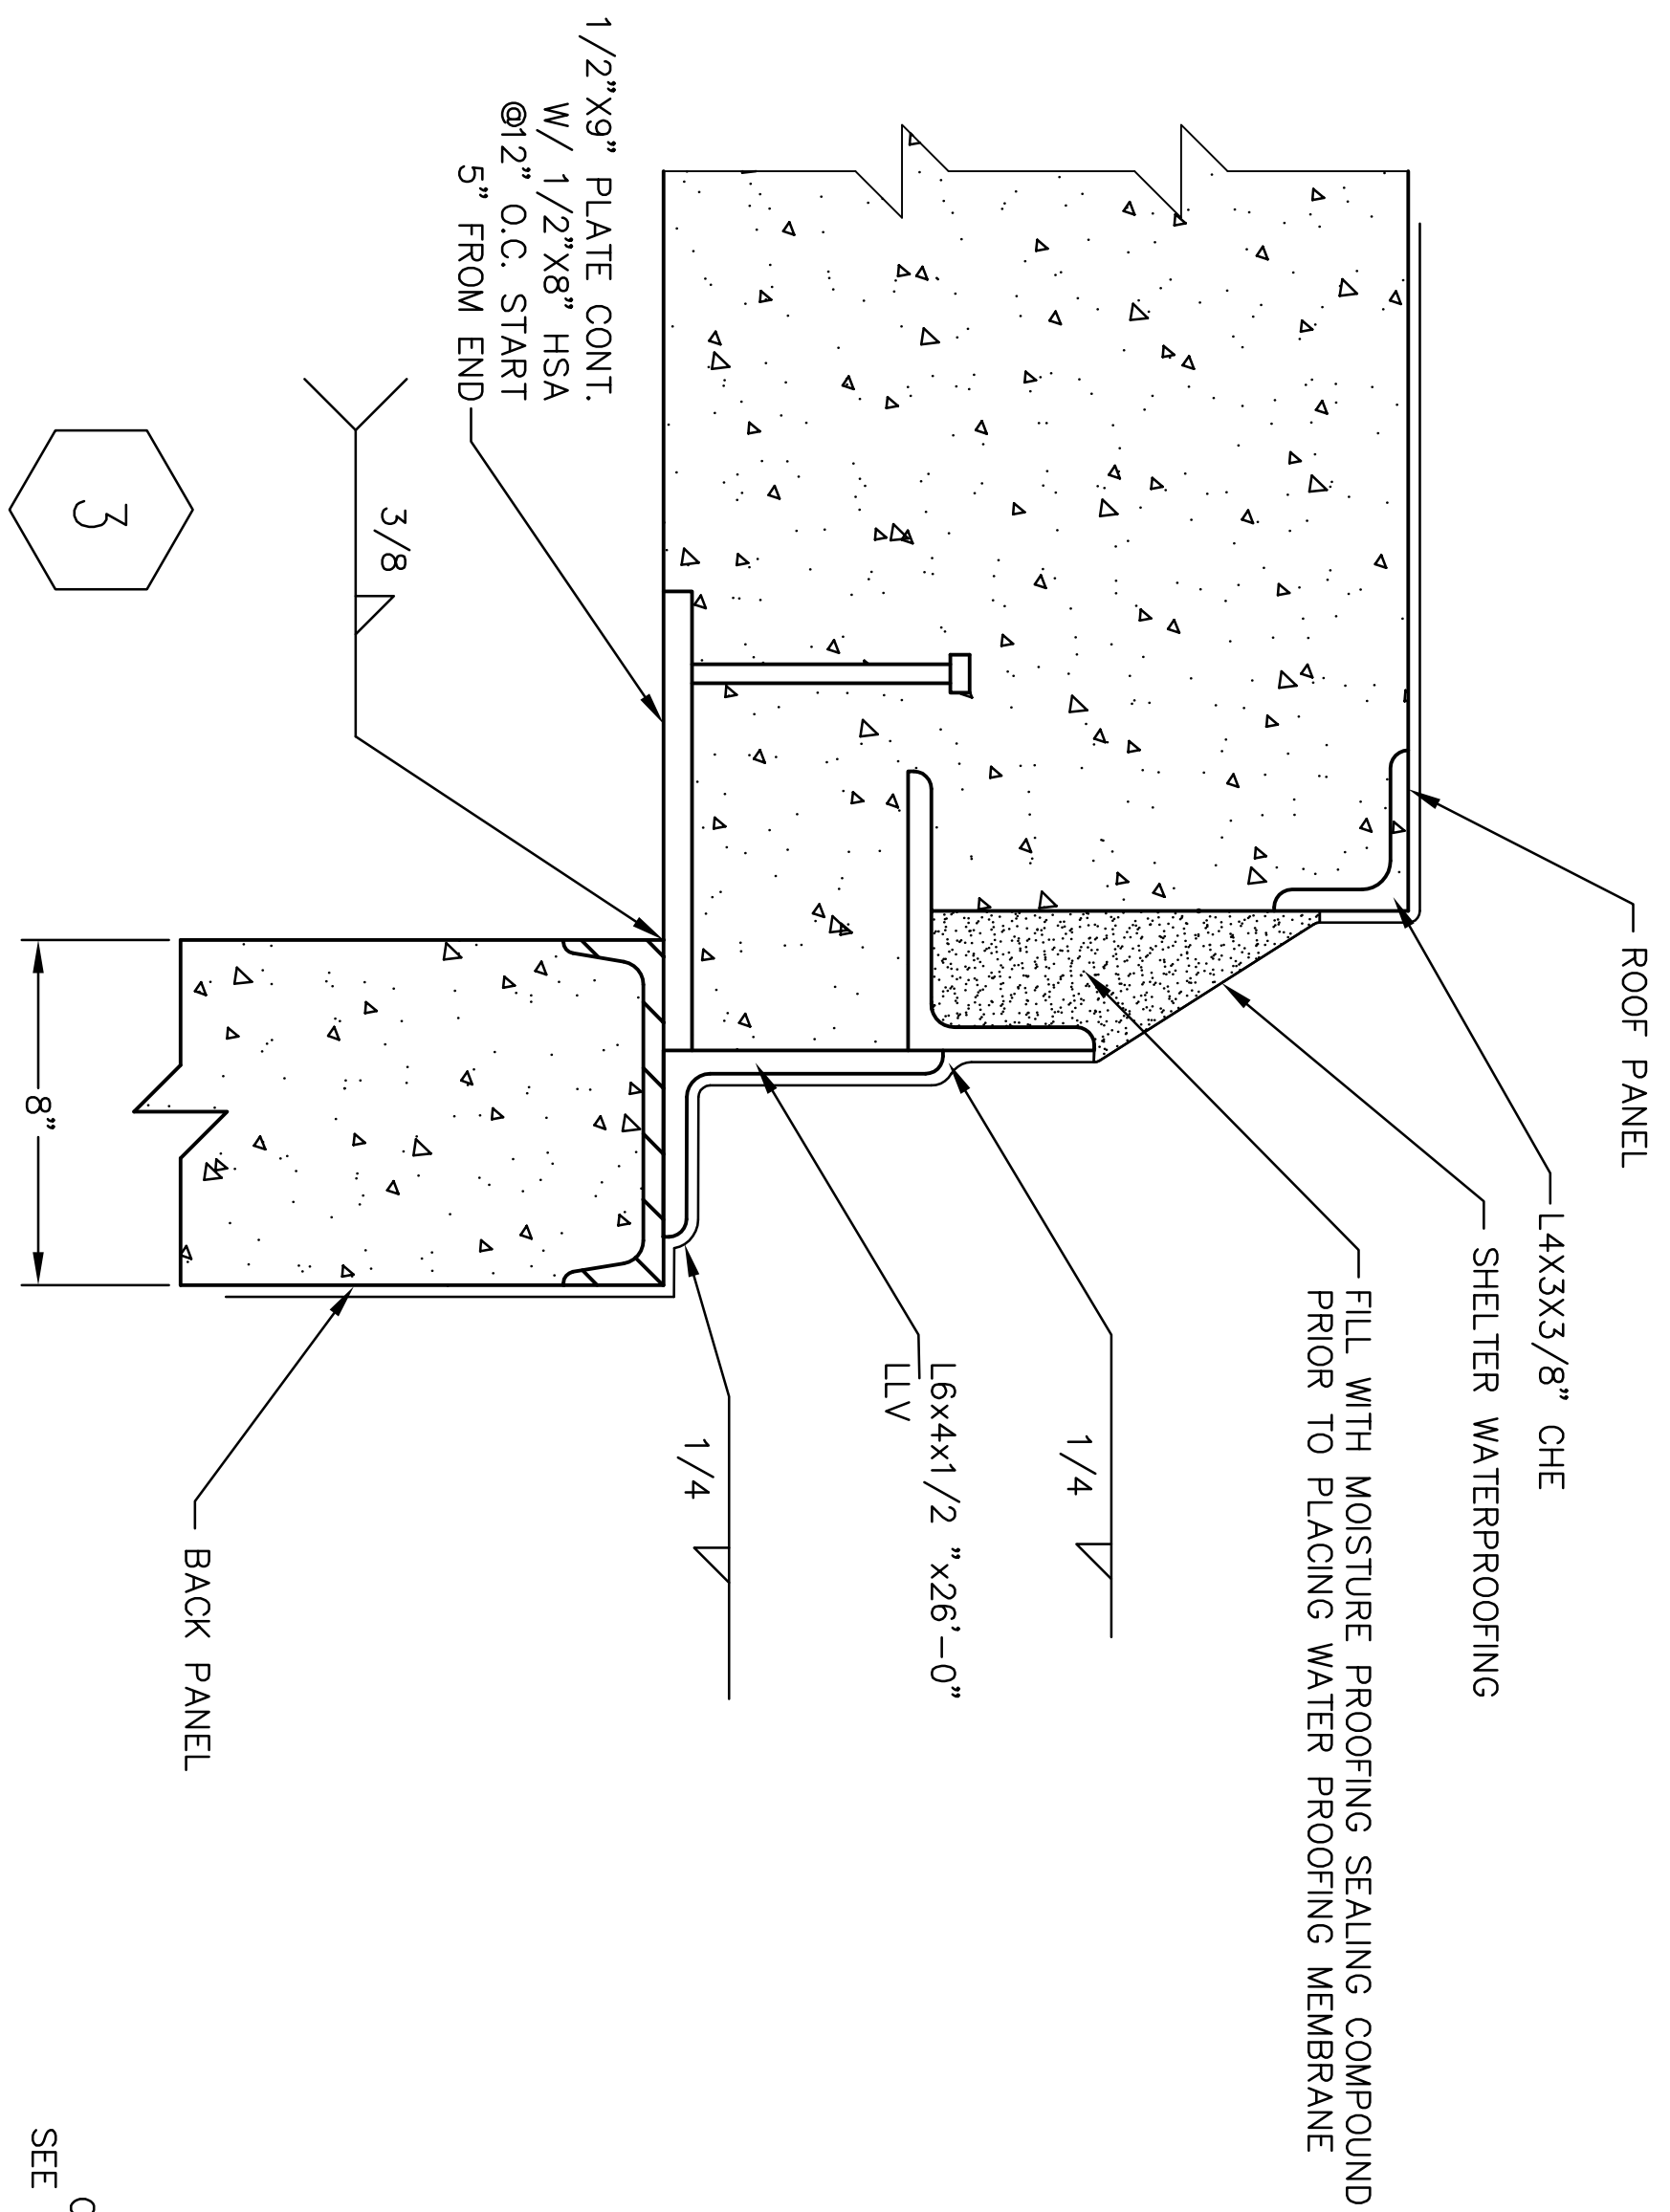 ROOF PANEL
L4X3X3/8" CHE
SHELTER WATERPROOFING
FILL WITH MOISTURE PROOFING SEALING COMPOUND
PRIOR TO PLACING WATER PROOFING MEMBRANE
1/4
L6x4x1/2 "x26'-0"
LLV
1/4
BACK PANEL
1/2"X9" PLATE CONT.
W/ 1/2"X8" HSA
@12" O.C. START
5" FROM END
3/8
8"
3
SEE